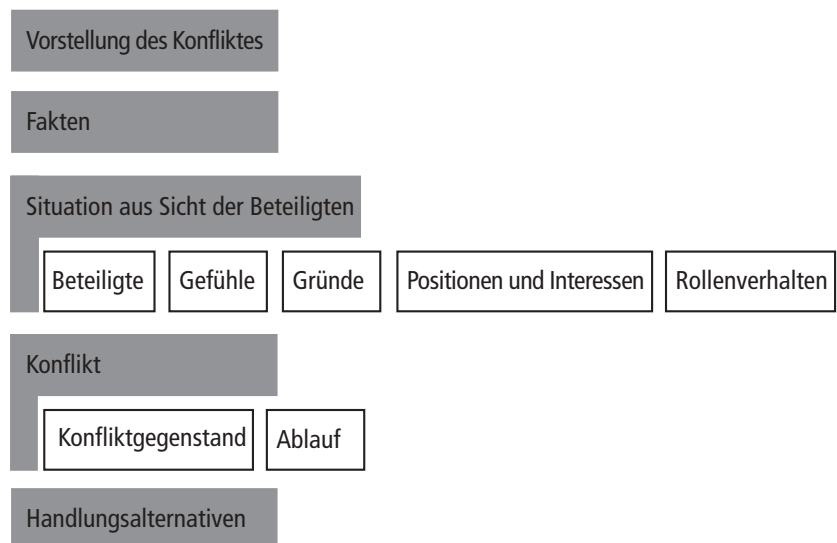 Vorstellung des Konfliktes
Fakten
Situation aus Sicht der Beteiligten
Beteiligte Gefühle Gründe Positionen und Interessen Rollenverhalten
Konflikt
Konfliktgegenstand Ablauf
Handlungsalternativen